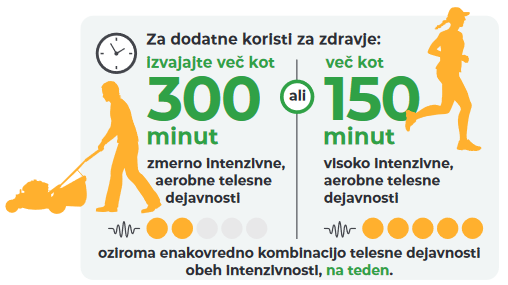 Za dodatne koristi za zdravje:
izvajajte več kot
300
minut
zmerno intenzivne,
aerobne telesne
dejavnosti
ali
več kot
150
minut
visoko intenzivne,
aerobne telesne
dejavnosti
oziroma enakovredno kombinacijo telesne dejavnosti
obeh intenzivnosti, na teden.